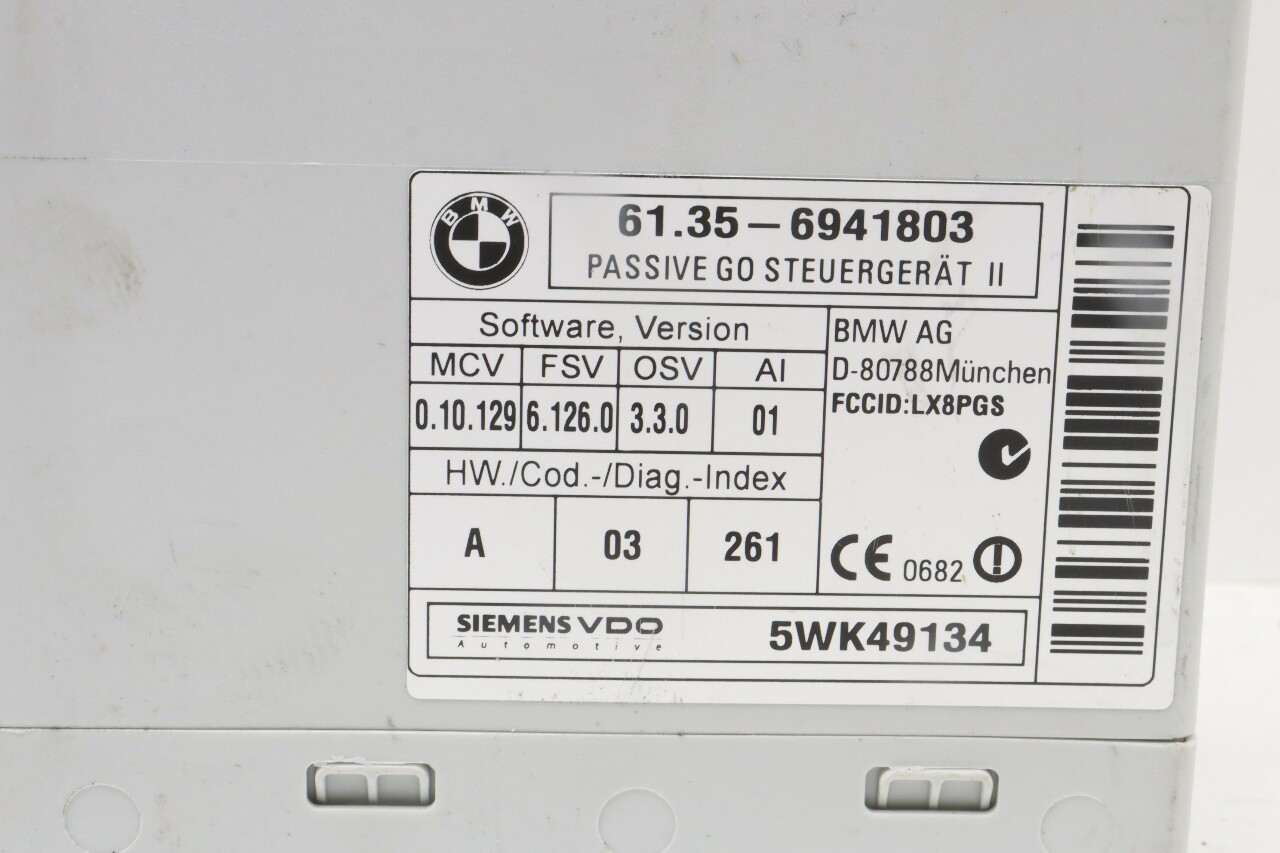 BMW
61.35-6941803
PASSIVE GO STEUERGERÄT II
Software, Version
MCV FSV OSV AI
0.10.129 6.126.0 3.3.0 01
HW./Cod.-/Diag.-Index
A 03 261
BMW AG
D-80788München
FCCID:LX8PGS
CE 0682
SIEMENS VDO
Automotive
5WK49134